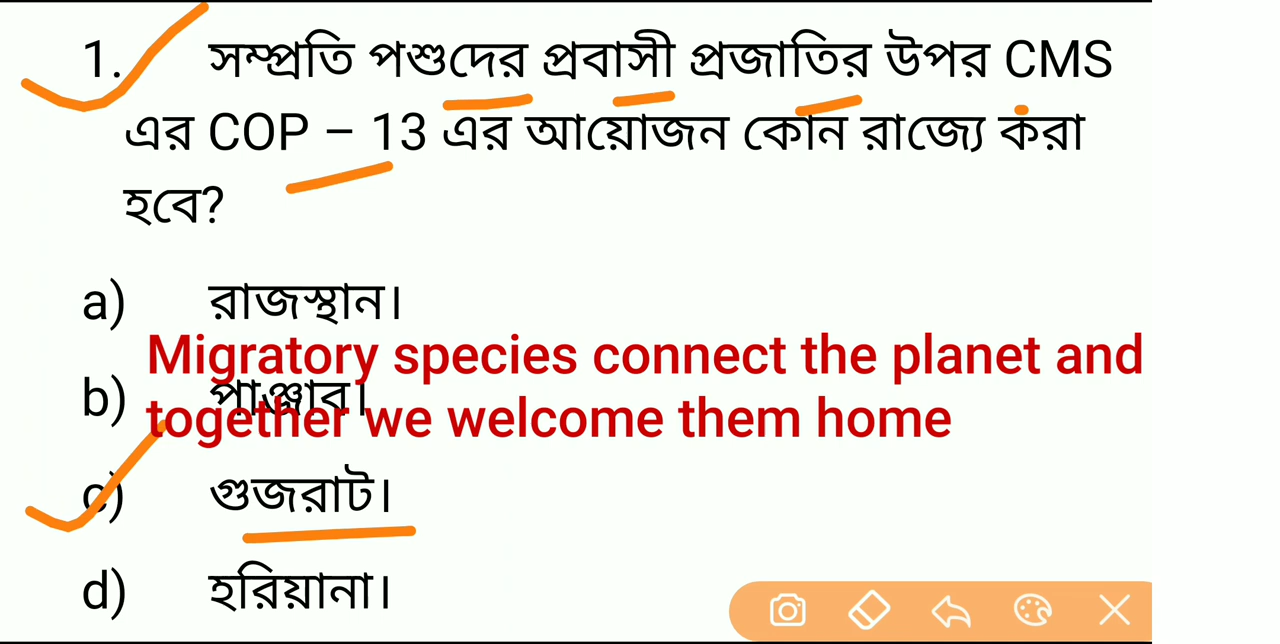 1. সম্প্রতি পশুদের প্রবাসী প্রজাতির উপর CMS
এর COP – 13 এর আয়োজন কোন রাজ্যে করা
হবে?
a) রাজস্থান।
Migratory species connect the planet and
b) পাঞ্জাব।
together we welcome them home
c) গুজরাট।
d) হরিয়ানা।